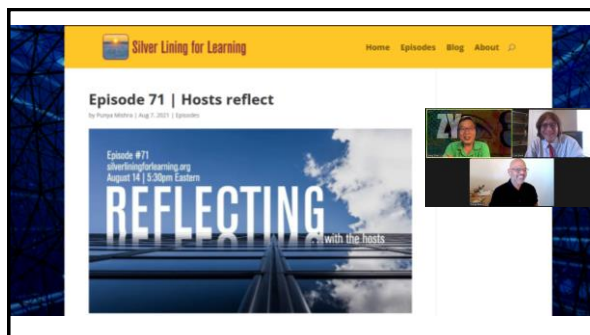 Silver Lining for Learning
Home Episodes Blog About
Episode 71 | Hosts reflect
by Punya Mishra | Aug 7, 2021 | Episodes
Episode #71
silverliningforlearning.org
August 14 | 5:30pm Eastern
REFLECTING
...with the hosts